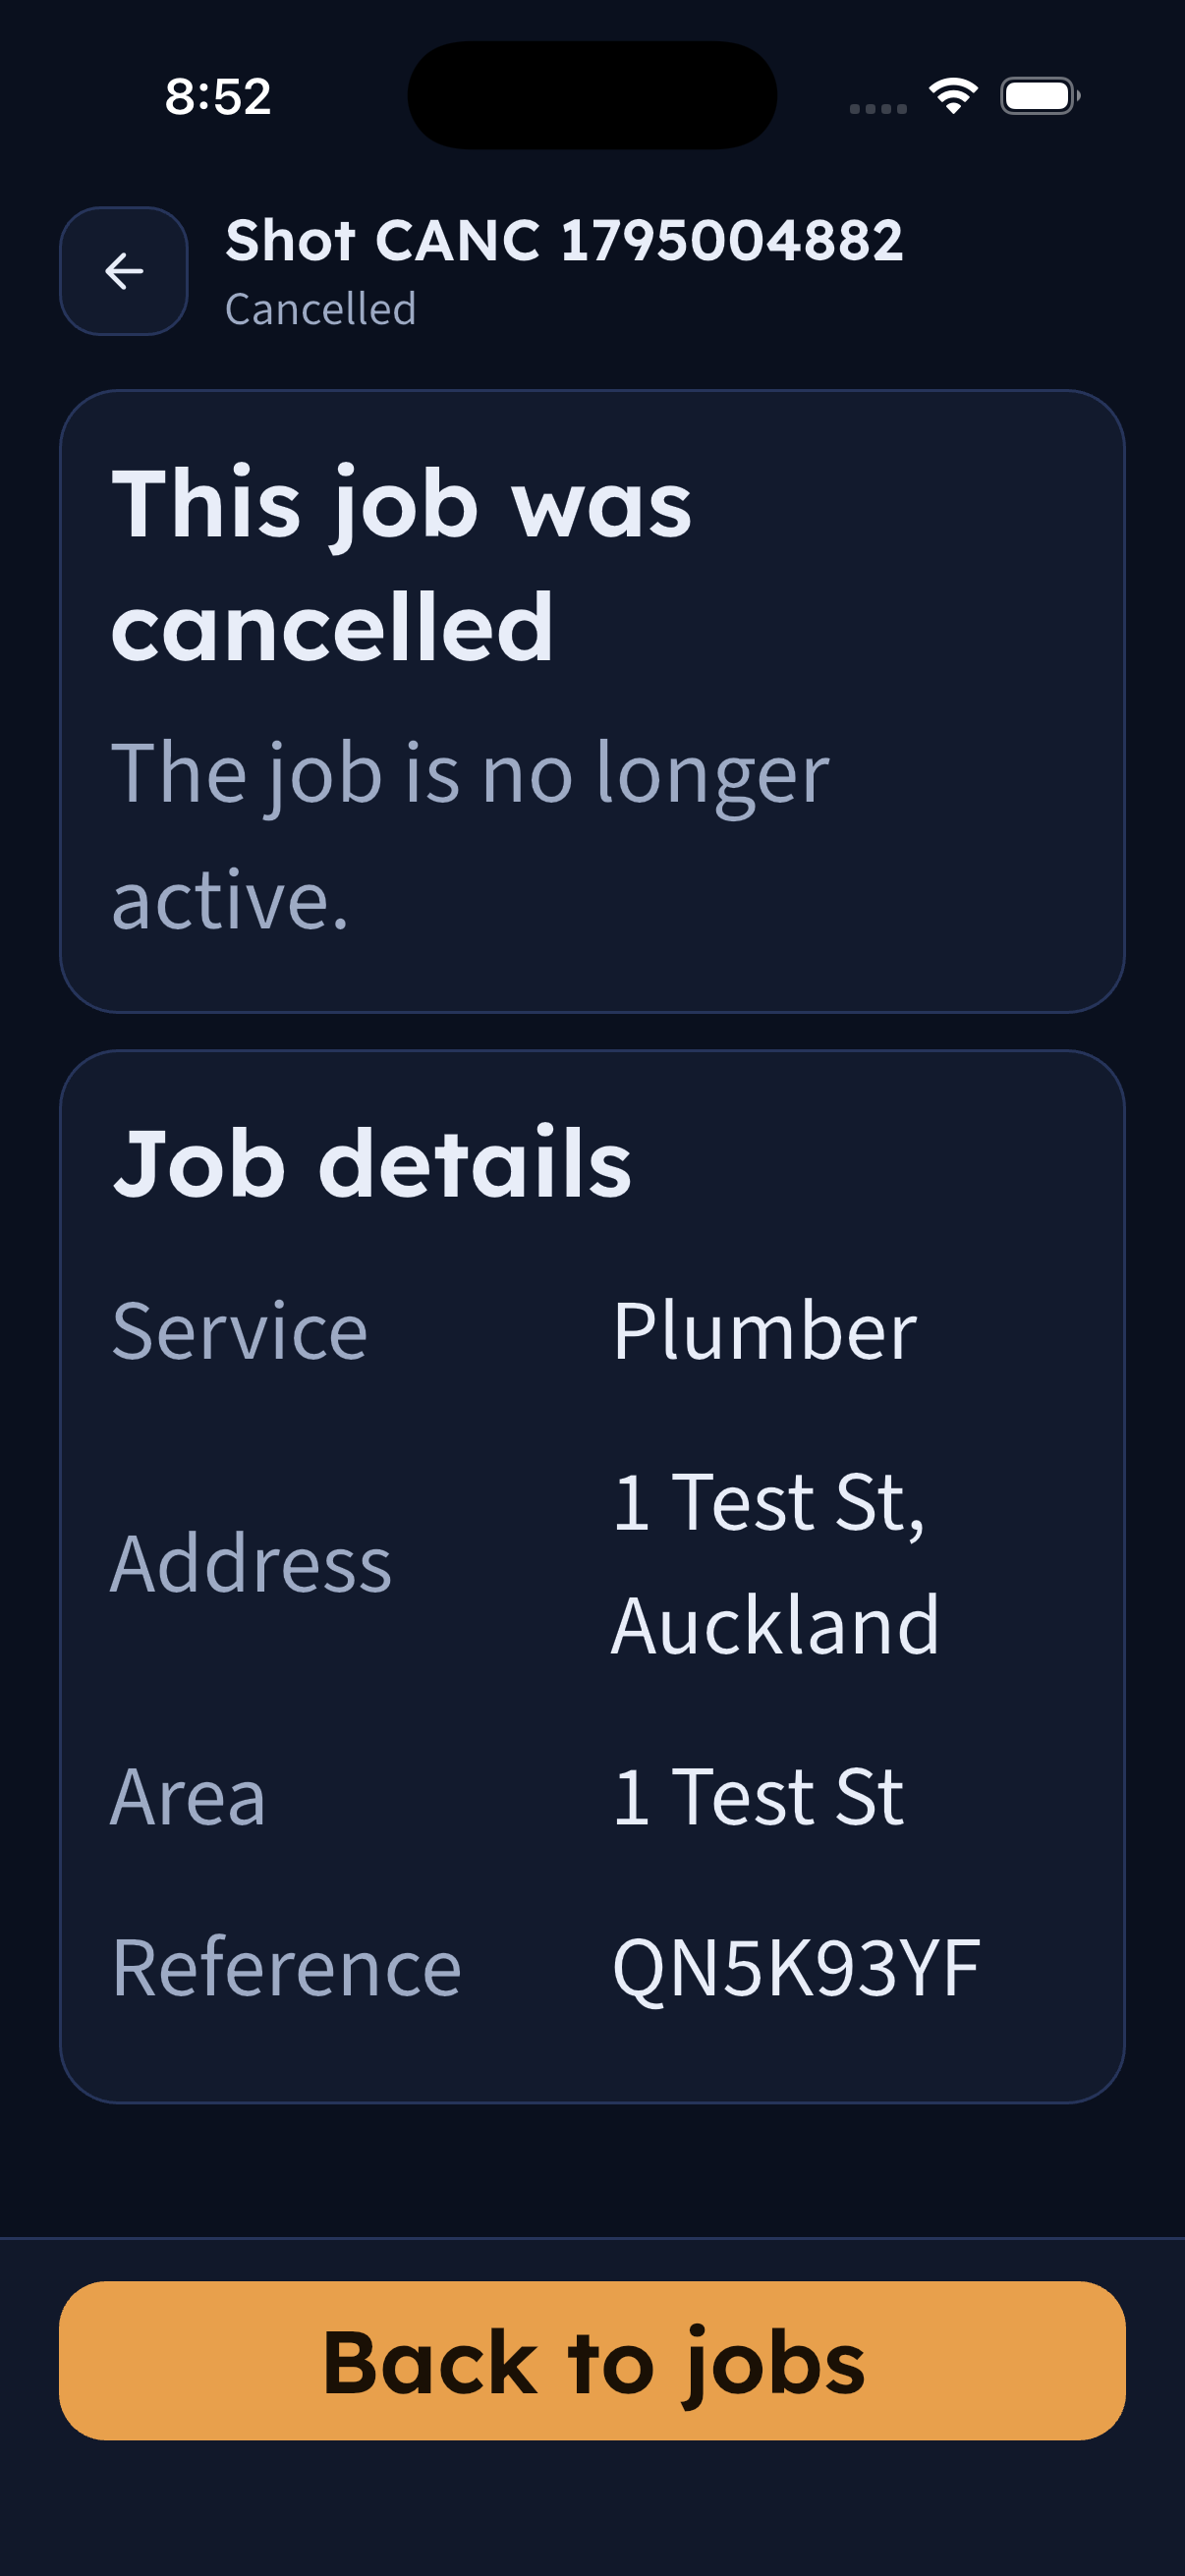 8:52
Shot CANC 1795004882
Cancelled
This job was
cancelled
The job is no longer
active.
Job details
Service Plumber
Address 1 Test St,
Auckland
Area 1 Test St
Reference QN5K93YF
Back to jobs